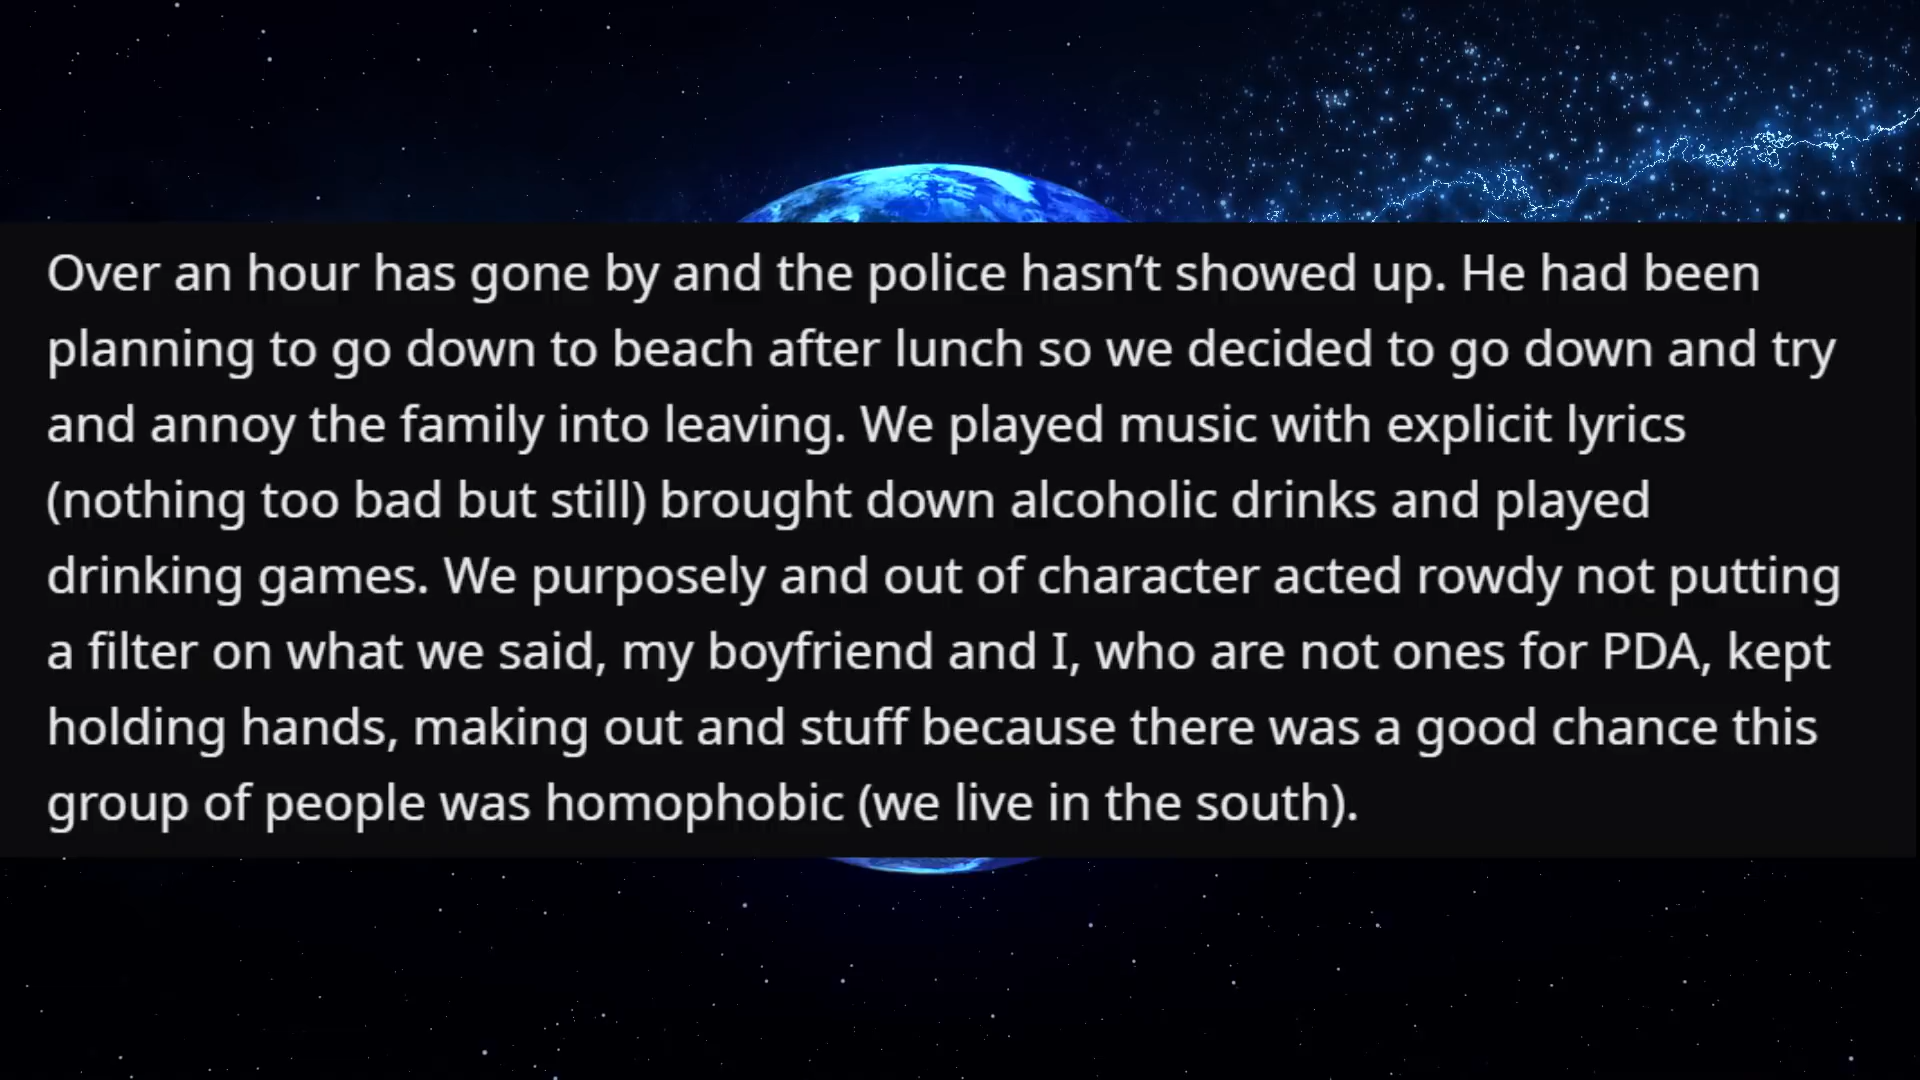 Over an hour has gone by and the police hasn’t showed up. He had been
planning to go down to beach after lunch so we decided to go down and try
and annoy the family into leaving. We played music with explicit lyrics
(nothing too bad but still) brought down alcoholic drinks and played
drinking games. We purposely and out of character acted rowdy not putting
a filter on what we said, my boyfriend and I, who are not ones for PDA, kept
holding hands, making out and stuff because there was a good chance this
group of people was homophobic (we live in the south).